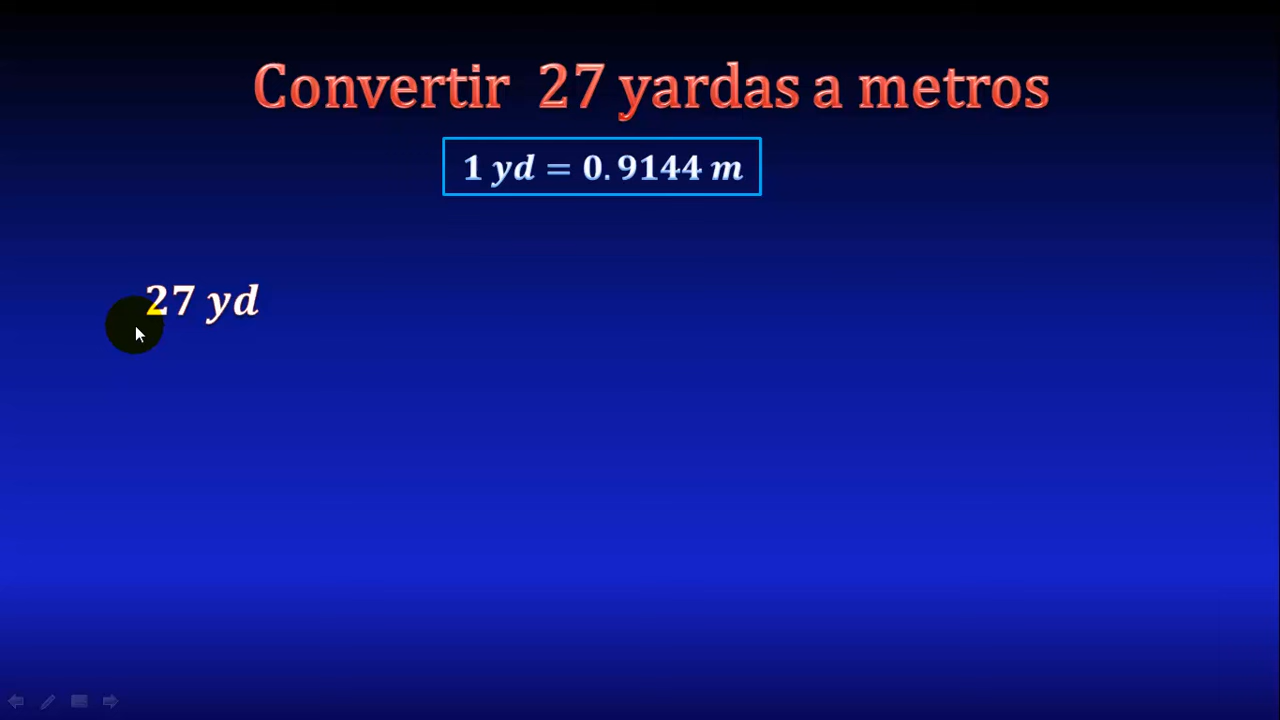 Convertir 27 yardas a metros
1 yd = 0.9144 m
27 yd